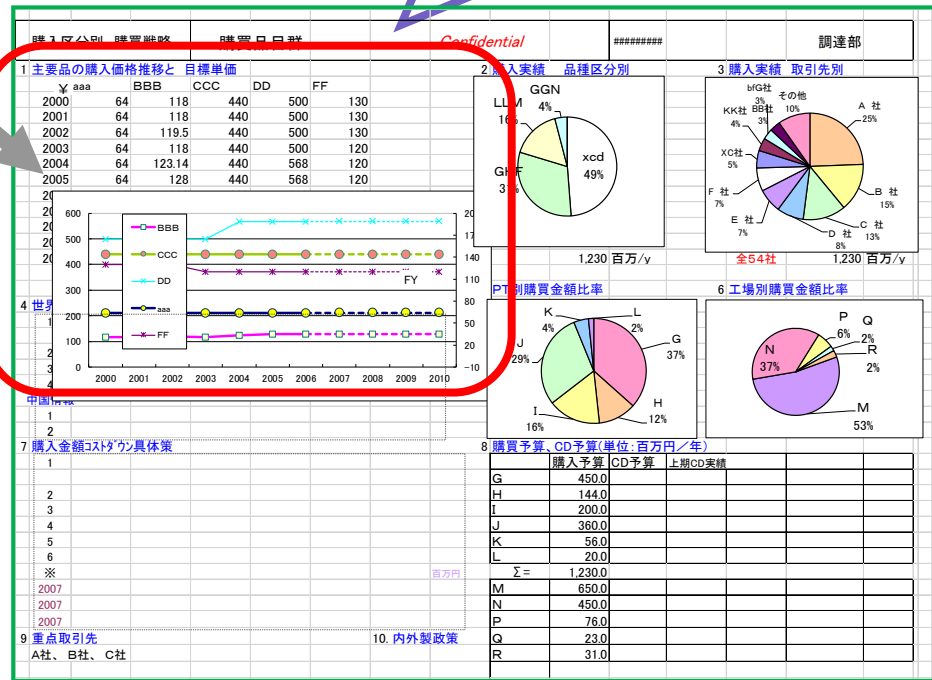 購入区分別 購買戦略 購買品目群 Confidential ######### 調達部
1 主要品の購入価格推移と 目標単価
¥ aaa BBB CCC DD FF
2000 64 118 440 500 130
2001 64 118 440 500 130
2002 64 119.5 440 500 130
2003 64 118 440 500 120
2004 64 123.14 440 568 120
2005 64 128 440 568 120
600
500
400
300
200
100
0
BBB
CCC
DD
aaa
FF
FY
140
110
80
50
20
-10
2000 2001 2002 2003 2004 2005 2006 2007 2008 2009 2010
2 購入実績 品種区分別
GGN
4%
LLM
xcd
49%
1,230 百万/y
3 購入実績 取引先別
bfG社
3%
その他
10%
KK社
4%
BB社
3%
A 社
25%
XC社
5%
F 社
7%
B 社
15%
E 社
7%
D 社
8%
C 社
13%
全54社 1,230 百万/y
4
1
2
3
4
中国情報
1
2
PT別購買金額比率
K
4%
L
2%
J
29%
G
37%
I
16%
H
12%
6 工場別購買金額比率
P
6%
Q
2%
R
2%
N
37%
M
53%
7 購入金額コストダウン具体策
1
2
3
4
5
6
※ 百万円
2007
2007
2007
8 購買予算、CD予算(単位:百万円/年)
購入予算 CD予算 上期CD実績
G 450.0
H 144.0
I 200.0
J 360.0
K 56.0
L 20.0
Σ= 1,230.0
M 650.0
N 450.0
P 76.0
Q 23.0
R 31.0
9 重点取引先
A社、B社、C社
10. 内外製政策